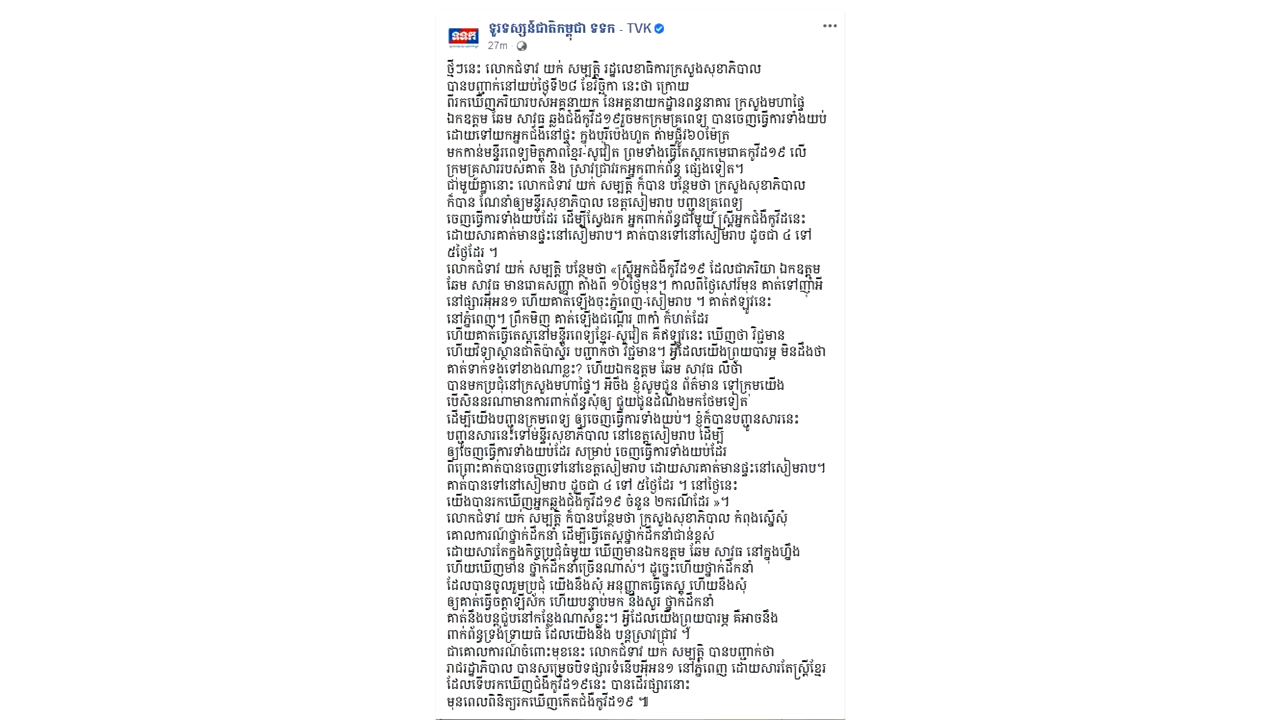 ទូរទស្សន៍ជាតិកម្ពុជា ទទក - TVK
27m
ទទក
ថ្មីៗនេះ លោកជំទាវ យក់ សម្បត្តិ រដ្ឋលេខាធិការក្រសួងសុខាភិបាល
បានបញ្ជាក់នៅយប់ថ្ងៃទី២៨ ខែវិច្ឆិកា នេះថា ក្រោយ
ពីរកឃើញភរិយារបស់អគ្គនាយក នៃអគ្គនាយកដ្ឋានពន្ធនាគារ ក្រសួងមហាផ្ទៃ
ឯកឧត្តម ឆែម សាវុធ ឆ្លងជំងឺកូវីដ១៩រួចមកក្រុមគ្រូពេទ្យ បានចេញធ្វើការទាំងយប់
ដោយទៅយកអ្នកជំងឺនៅផ្ទះ ក្នុងបុរីប៉េងហួត តាមផ្លូវ៦០ម៉ែត្រ
មកកាន់មន្ទីរពេទ្យមិត្តភាពខ្មែរ-សូវៀត ព្រមទាំងធ្វើតេស្តរកមេរោគកូវីដ១៩ លើ
ក្រុមគ្រួសាររបស់គាត់ និង ស្រាវជ្រាវរកអ្នកពាក់ព័ន្ធ ផ្សេងទៀត។
ជាមួយគ្នានោះ លោកជំទាវ យក់ សម្បត្តិ ក៏បាន បន្ថែមថា ក្រសួងសុខាភិបាល
ក៏បាន ណែនាំឲ្យមន្ទីរសុខាភិបាល ខេត្តសៀមរាប បញ្ជូនគ្រូពេទ្យ
ចេញធ្វើការទាំងយប់ដែរ ដើម្បីស្វែងរក អ្នកពាក់ព័ន្ធជាមួយ ស្ត្រីអ្នកជំងឺកូវីដនេះ
ដោយសារគាត់មានផ្ទះនៅសៀមរាប។ គាត់បានទៅនៅសៀមរាប ដូចជា ៤ ទៅ
៥ថ្ងៃដែរ ។
លោកជំទាវ យក់ សម្បត្តិ បន្ថែមថា «ស្ត្រីអ្នកជំងឺកូវីដ១៩ ដែលជាភរិយា ឯកឧត្តម
ឆែម សាវុធ មានរោគសញ្ញា តាំងពី ១០ថ្ងៃមុន។ កាលពីថ្ងៃសៅរ៍មុន គាត់ទៅញ៉ាំអី
នៅផ្សារអ៊ីអន១ ហើយគាត់ឡើងចុះភ្នំពេញ-សៀមរាប ។ គាត់ឥឡូវនេះ
នៅភ្នំពេញ។ ព្រឹកមិញ គាត់ឡើងជណ្តើរ ៣កាំ ក៏ហត់ដែរ
ហើយគាត់ធ្វើតេស្តនៅមន្ទីរពេទ្យខ្មែរ-សូវៀត គឺឥឡូវនេះ ឃើញថា វិជ្ជមាន
ហើយវិទ្យាស្ថានជាតិប៉ាស្ទ័រ បញ្ជាក់ថា វិជ្ជមាន។ អ្វីដែលយើងព្រួយបារម្ភ មិនដឹងថា
គាត់ទាក់ទងទៅខាងណាខ្លះ? ហើយឯកឧត្តម ឆែម សាវុធ លឺថា
បានមកប្រជុំនៅក្រសួងមហាផ្ទៃ។ អីចឹង ខ្ញុំសូមជូន ព័ត៌មាន ទៅក្រុមយើង
បើសិនណាមានការពាក់ព័ន្ធសុំឲ្យ ជួយជូនដំណឹងមកថែមទៀត
ដើម្បីយើងបញ្ជូនក្រុមពេទ្យ ឲ្យចេញធ្វើការទាំងយប់។ ខ្ញុំក៏បានបញ្ជូនសារនេះ
បញ្ជូនសារនេះទៅមន្ទីរសុខាភិបាល នៅខេត្តសៀមរាប ដើម្បី
ឲ្យចេញធ្វើការទាំងយប់ដែរ សម្រាប់ ចេញធ្វើការទាំងយប់ដែរ
ពីព្រោះគាត់បានចេញទៅនៅខេត្តសៀមរាប ដោយសារគាត់មានផ្ទះនៅសៀមរាប។
គាត់បានទៅនៅសៀមរាប ដូចជា ៤ ទៅ ៥ថ្ងៃដែរ ។ នៅថ្ងៃនេះ
យើងបានរកឃើញអ្នកឆ្លងជំងឺកូវីដ១៩ ចំនួន ២ករណីដែរ »។
លោកជំទាវ យក់ សម្បត្តិ ក៏បានបន្ថែមថា ក្រសួងសុខាភិបាល កំពុងស្នើសុំ
គោលការណ៍ថ្នាក់ដឹកនាំ ដើម្បីធ្វើតេស្តថ្នាក់ដឹកនាំជាន់ខ្ពស់
ដោយសារតែក្នុងកិច្ចប្រជុំធំមួយ ឃើញមានឯកឧត្តម ឆែម សាវុធ នៅក្នុងហ្នឹង
ហើយឃើញមាន ថ្នាក់ដឹកនាំច្រើនណាស់។ ដូច្នេះហើយថ្នាក់ដឹកនាំ
ដែលបានចូលរួមប្រជុំ យើងនឹងសុំ អនុញ្ញាតធ្វើតេស្ត ហើយនឹងសុំ
ឲ្យគាត់ធ្វើចត្តាឡីស័ក ហើយបន្ទាប់មក នឹងសួរ ថ្នាក់ដឹកនាំ
គាត់នឹងបន្តជួបនៅកន្លែងណាស់ខ្លះ។ អ្វីដែលយើងព្រួយបារម្ភ គឺអាចនឹង
ពាក់ព័ន្ធទ្រង់ទ្រាយធំ ដែលយើងនឹង បន្តស្រាវជ្រាវ ។
ជាគោលការណ៍ចំពោះមុខនេះ លោកជំទាវ យក់ សម្បត្តិ បានបញ្ជាក់ថា
រាជរដ្ឋាភិបាល បានសម្រេចបិទផ្សារទំនើបអ៊ីអន១ នៅភ្នំពេញ ដោយសារតែស្ត្រីខ្មែរ
ដែលទើបរកឃើញជំងឺកូវីដ១៩នេះ បានដើរផ្សារនោះ
មុនពេលពិនិត្យរកឃើញកើតជំងឺកូវីដ១៩ ៕